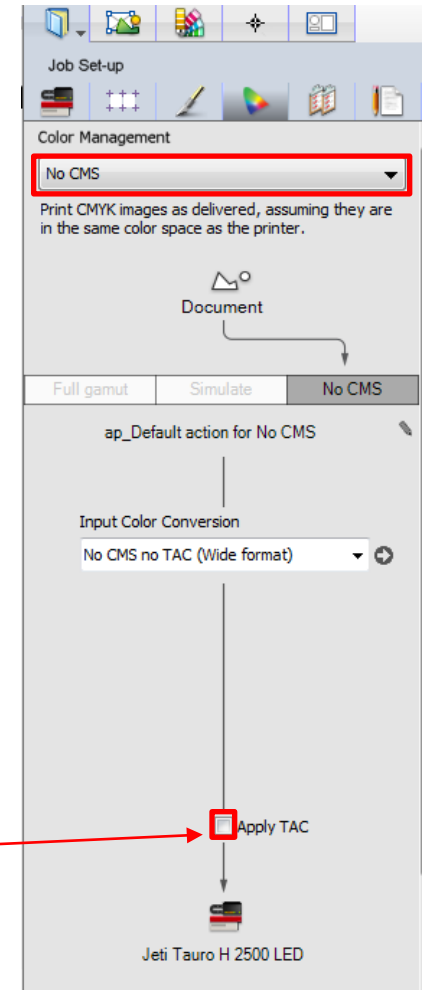 Job Set-up
Color Management
No CMS
Print CMYK images as delivered, assuming they are
in the same color space as the printer.
Document
Full gamut Simulate No CMS
ap_Default action for No CMS
Input Color Conversion
No CMS no TAC (Wide format)
Apply TAC
Jeti Tauro H 2500 LED